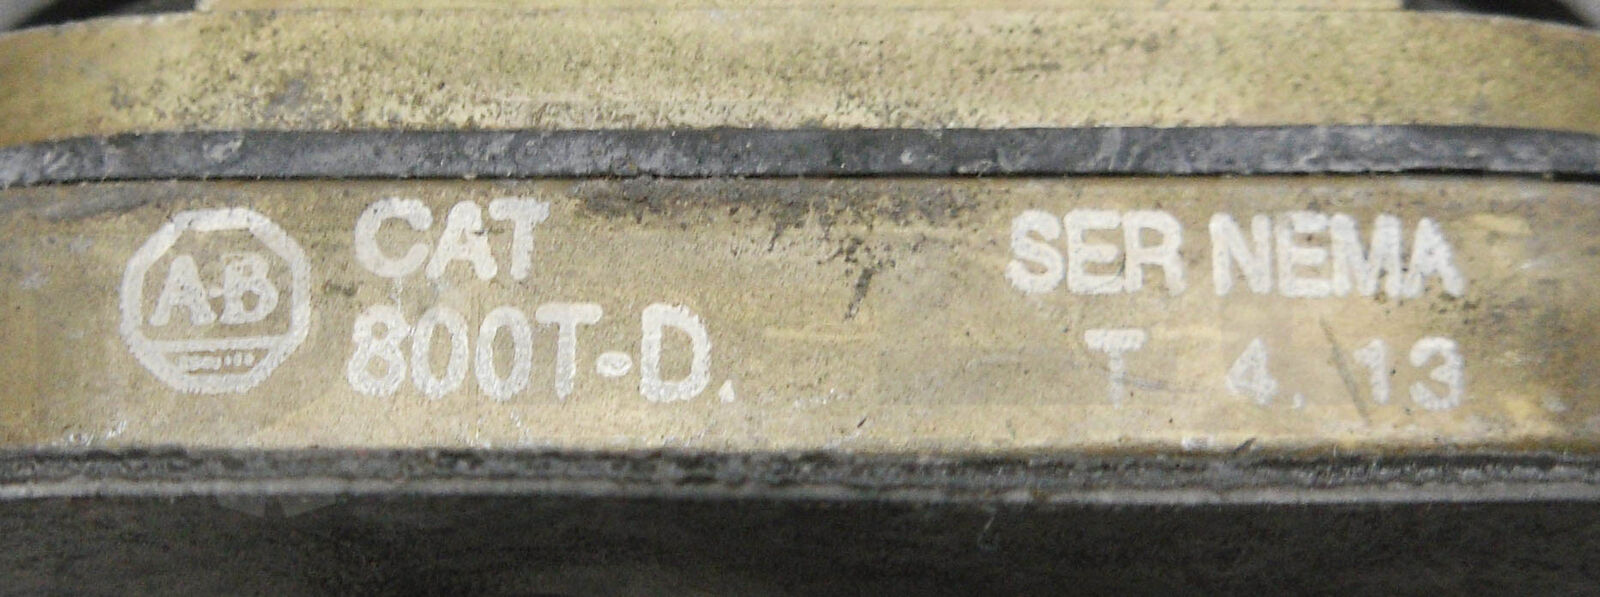 A-B
CAT
800T-D.
SER NEMA
T 4, 13